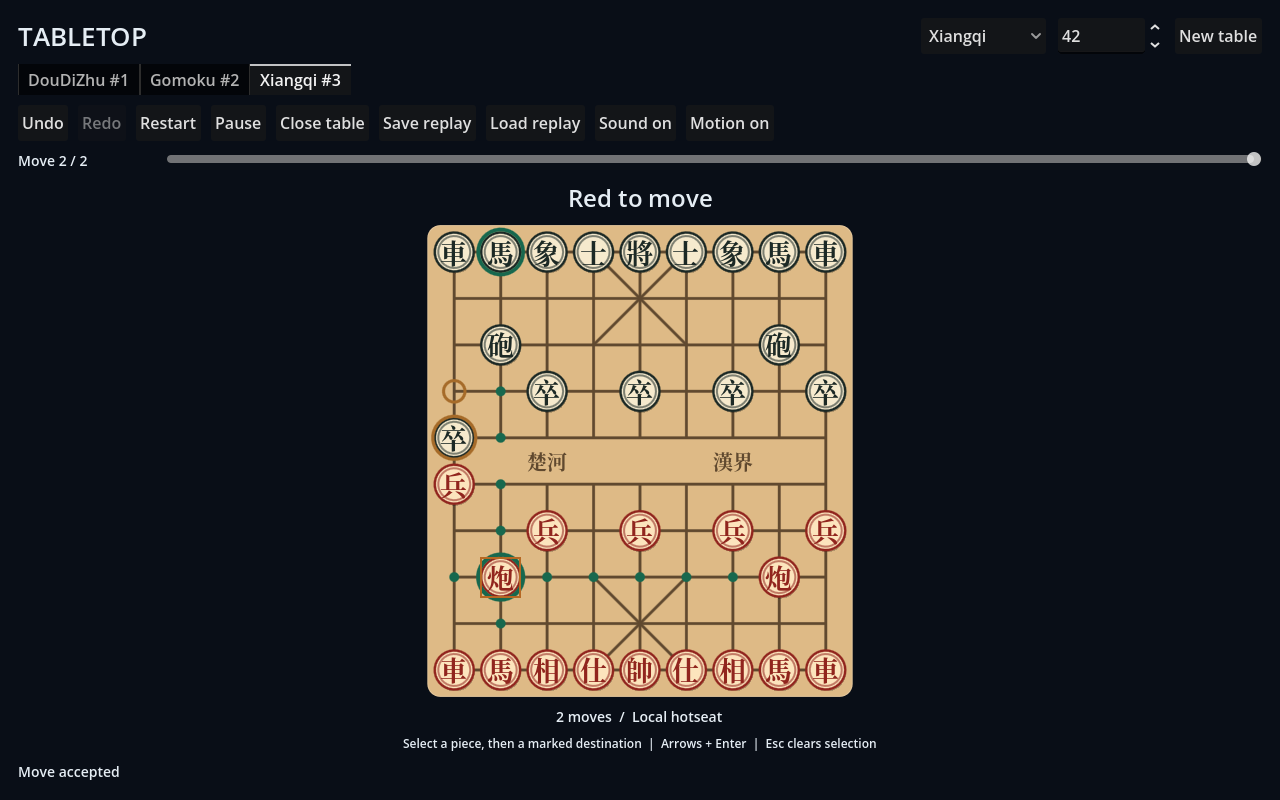 TABLETOP
Xiangqi
42
New table
DouDiZhu #1
Gomoku #2
Xiangqi #3
Undo
Redo
Restart
Pause
Close table
Save replay
Load replay
Sound on
Motion on
Move 2 / 2
Red to move
車馬象士將士象馬車
砲 砲
卒 卒 卒 卒
卒
楚河 漢界
兵
兵 兵 兵 兵
炮 炮
車馬相仕帥仕相馬車
2 moves / Local hotseat
Select a piece, then a marked destination | Arrows + Enter | Esc clears selection
Move accepted